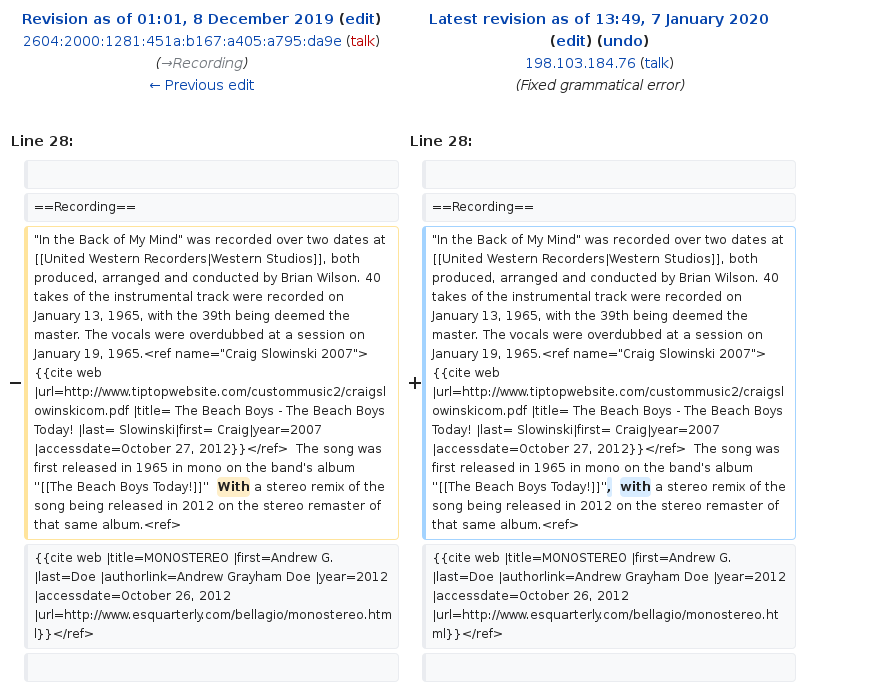 Revision as of 01:01, 8 December 2019 (edit)
2604:2000:1281:451a:b167:a405:a795:da9e (talk)
(→Recording)
← Previous edit
Latest revision as of 13:49, 7 January 2020
(edit) (undo)
198.103.184.76 (talk)
(Fixed grammatical error)
Line 28:
Line 28:
==Recording==
==Recording==
−
"In the Back of My Mind" was recorded over two dates at
[[United Western Recorders|Western Studios]], both
produced, arranged and conducted by Brian Wilson. 40
takes of the instrumental track were recorded on
January 13, 1965, with the 39th being deemed the
master. The vocals were overdubbed at a session on
January 19, 1965.<ref name="Craig Slowinski 2007">
{{cite web
|url=http://www.tiptopwebsite.com/custommusic2/craigsl
owinskicom.pdf |title= The Beach Boys - The Beach Boys
Today! |last= Slowinski|first= Craig|year=2007
|accessdate=October 27, 2012}}</ref>  The song was
first released in 1965 in mono on the band's album
"[[The Beach Boys Today!]]"  With a stereo remix of the
song being released in 2012 on the stereo remaster of
that same album.<ref>
+
"In the Back of My Mind" was recorded over two dates at
[[United Western Recorders|Western Studios]], both
produced, arranged and conducted by Brian Wilson. 40
takes of the instrumental track were recorded on
January 13, 1965, with the 39th being deemed the
master. The vocals were overdubbed at a session on
January 19, 1965.<ref name="Craig Slowinski 2007">
{{cite web
|url=http://www.tiptopwebsite.com/custommusic2/craigsl
owinskicom.pdf |title= The Beach Boys - The Beach Boys
Today! |last= Slowinski|first= Craig|year=2007
|accessdate=October 27, 2012}}</ref>  The song was
first released in 1965 in mono on the band's album
"[[The Beach Boys Today!]]",  with a stereo remix of the
song being released in 2012 on the stereo remaster of
that same album.<ref>
{{cite web |title=MONOSTEREO |first=Andrew G.
|last=Doe |authorlink=Andrew Grayham Doe |year=2012
|accessdate=October 26, 2012
|url=http://www.esquarterly.com/bellagio/monostereo.htm
l}}</ref>
{{cite web |title=MONOSTEREO |first=Andrew G.
|last=Doe |authorlink=Andrew Grayham Doe |year=2012
|accessdate=October 26, 2012
|url=http://www.esquarterly.com/bellagio/monostereo.ht
ml}}</ref>